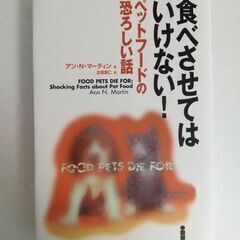 食べさせては
いけない!
ペットフードの
恐ろしい話
アン・N・マーティン 著
FOOD PETS DIE FOR:
Shocking Facts about Pet Food
Ann N. Martin
FOOD PETS DIE FOR